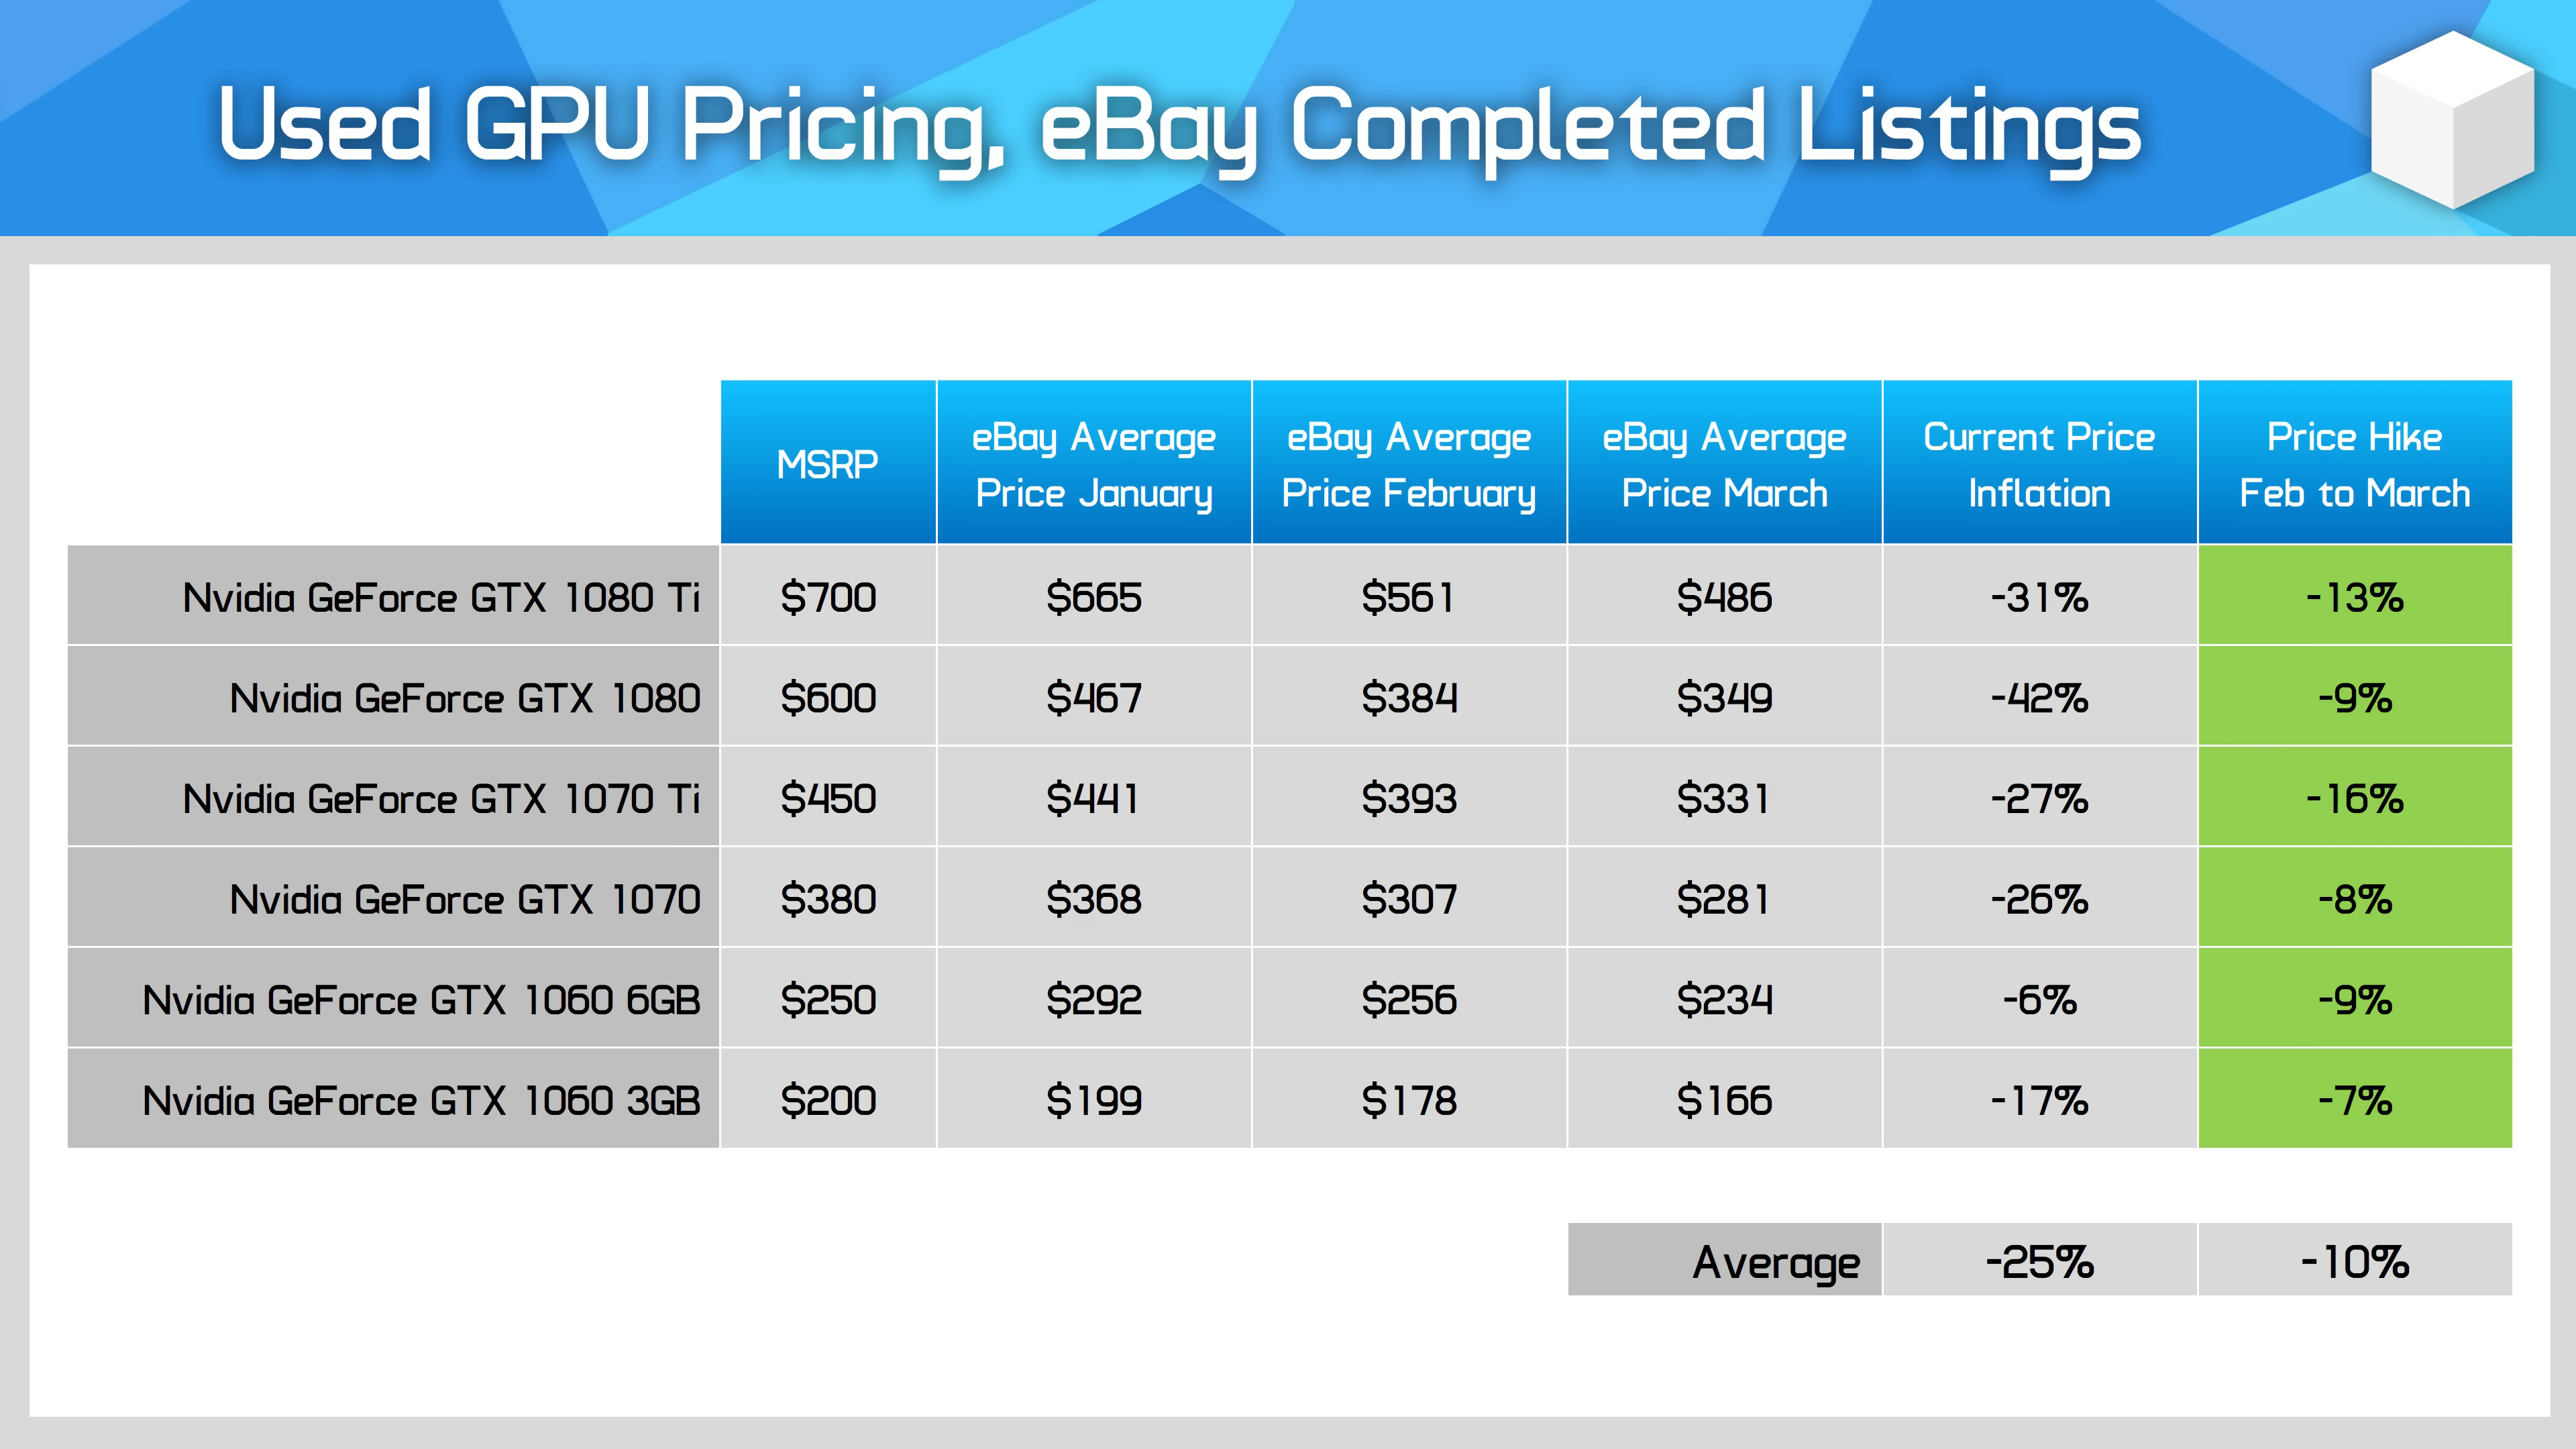 Used GPU Pricing, eBay Completed Listings
MSRP
eBay Average
Price January
eBay Average
Price February
eBay Average
Price March
Current Price
Inflation
Price Hike
Feb to March
Nvidia GeForce GTX 1080 Ti $700 $665 $561 $486 -31% -13%
Nvidia GeForce GTX 1080 $600 $467 $384 $349 -42% -9%
Nvidia GeForce GTX 1070 Ti $450 $441 $393 $331 -27% -16%
Nvidia GeForce GTX 1070 $380 $368 $307 $281 -26% -8%
Nvidia GeForce GTX 1060 6GB $250 $292 $256 $234 -6% -9%
Nvidia GeForce GTX 1060 3GB $200 $199 $178 $166 -17% -7%
Average -25% -10%